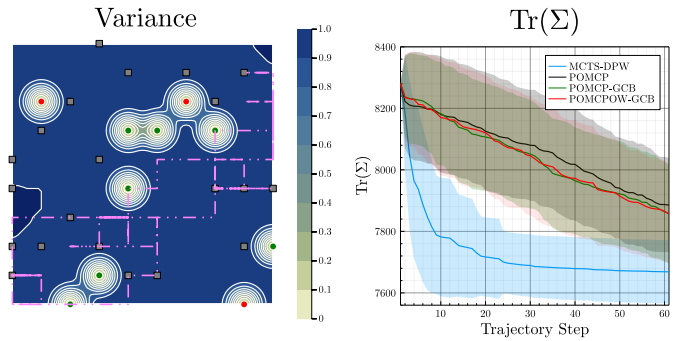 Variance
1.0
0.9
0.8
0.7
0.6
0.5
0.4
0.3
0.2
0.1
0
Tr(Σ)
Tr(Σ)
8400
8200
8000
7800
7600
MCTS-DPW
POMCP
POMCP-GCB
POMCPOW-GCB
10 20 30 40 50 60
Trajectory Step